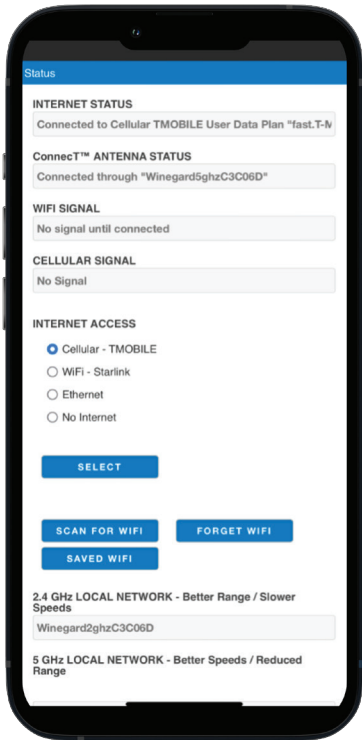 Status
INTERNET STATUS
Connected to Cellular TMOBILE User Data Plan "fast.T-M
ConnecT™ ANTENNA STATUS
Connected through "Winegard5ghzC3C06D"
WIFI SIGNAL
No signal until connected
CELLULAR SIGNAL
No Signal
INTERNET ACCESS
Cellular - TMOBILE
WiFi - Starlink
Ethernet
No Internet
SELECT
SCAN FOR WIFI FORGET WIFI
SAVED WIFI
2.4 GHz LOCAL NETWORK - Better Range / Slower
Speeds
Winegard2ghzC3C06D
5 GHz LOCAL NETWORK - Better Speeds / Reduced
Range